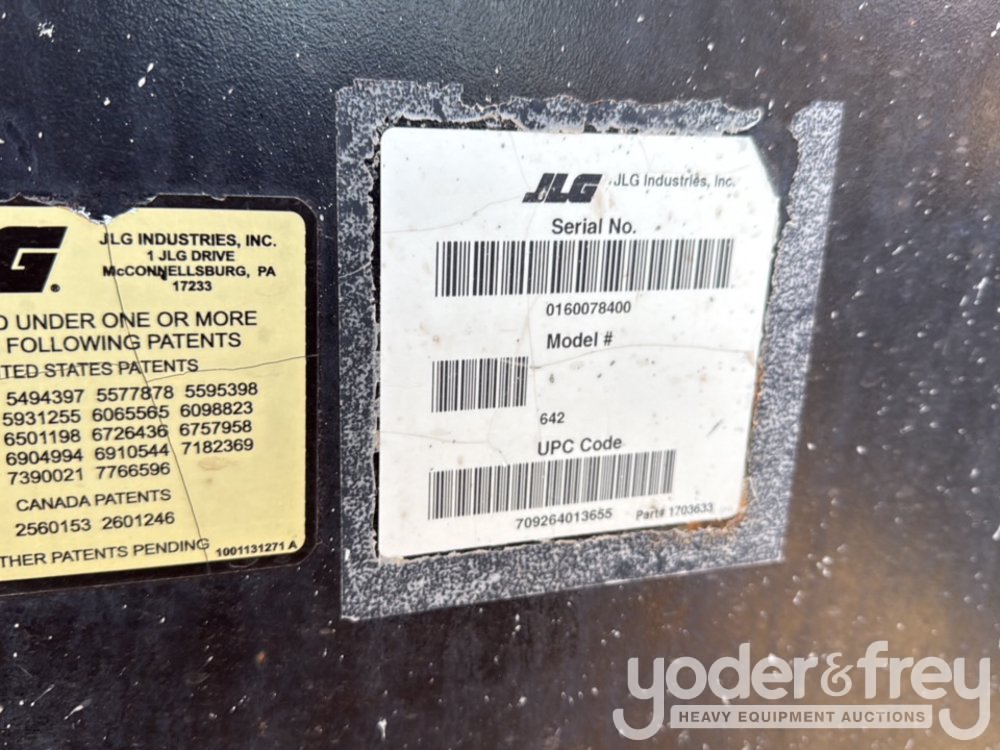 G.
JLG INDUSTRIES, INC.
1 JLG DRIVE
McCONNELLSBURG, PA
17233
D UNDER ONE OR MORE
FOLLOWING PATENTS
ITED STATES PATENTS
5494397 5577878 5595398
5931255 6065565 6098823
6501198 6726436 6757958
6904994 6910544 7182369
7390021 7766596
CANADA PATENTS
2560153 2601246
THER PATENTS PENDING
1001131271 A
JLG JLG Industries, Inc.
Serial No.
0160078400
Model #
6
642
UPC Code
709264013655 Part# 1703633
yoder&frey
HEAVY EQUIPMENT AUCTIONS